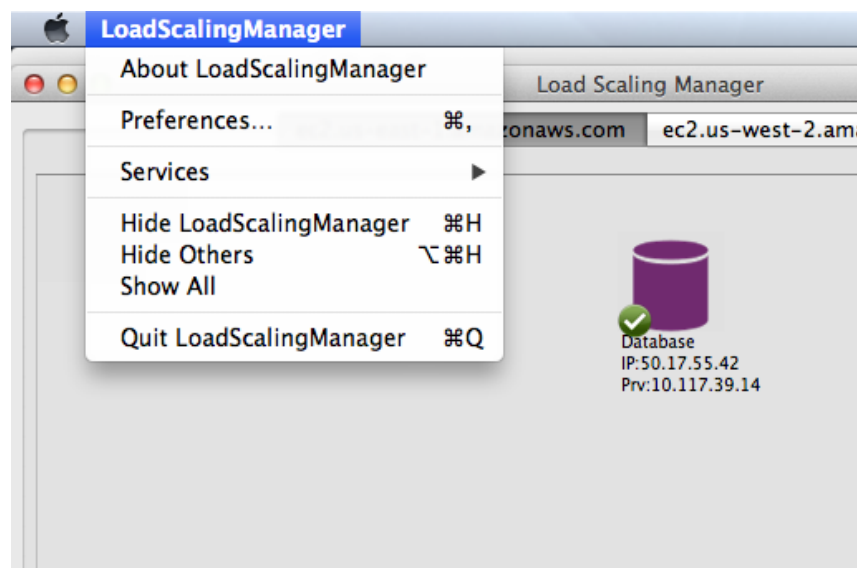 LoadScalingManager
About LoadScalingManager
Load Scaling Manager
Preferences... ⌘,
zonaws.com ec2.us-west-2.ama
Services ▶
Hide LoadScalingManager ⌘H
Hide Others ⌥⌘H
Show All
Quit LoadScalingManager ⌘Q
Database
IP:50.17.55.42
Prv:10.117.39.14